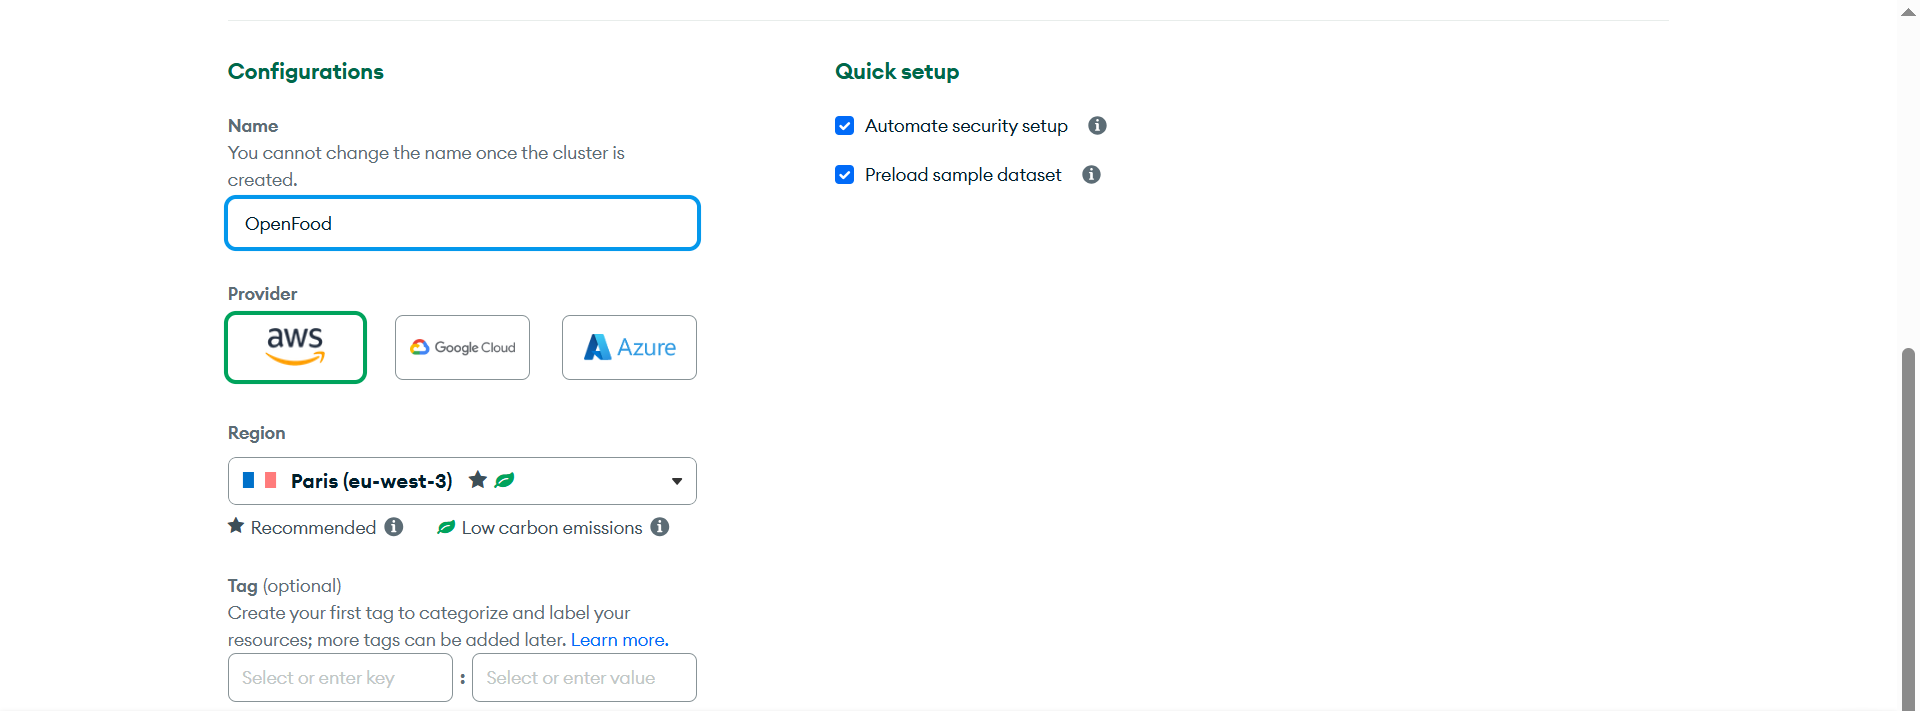 Configurations
Name
You cannot change the name once the cluster is
created.
OpenFood
Provider
aws
Google Cloud
Azure
Region
Paris (eu-west-3)
Recommended
Low carbon emissions
Tag (optional)
Create your first tag to categorize and label your
resources; more tags can be added later. Learn more.
Select or enter key : Select or enter value
Quick setup
Automate security setup
Preload sample dataset